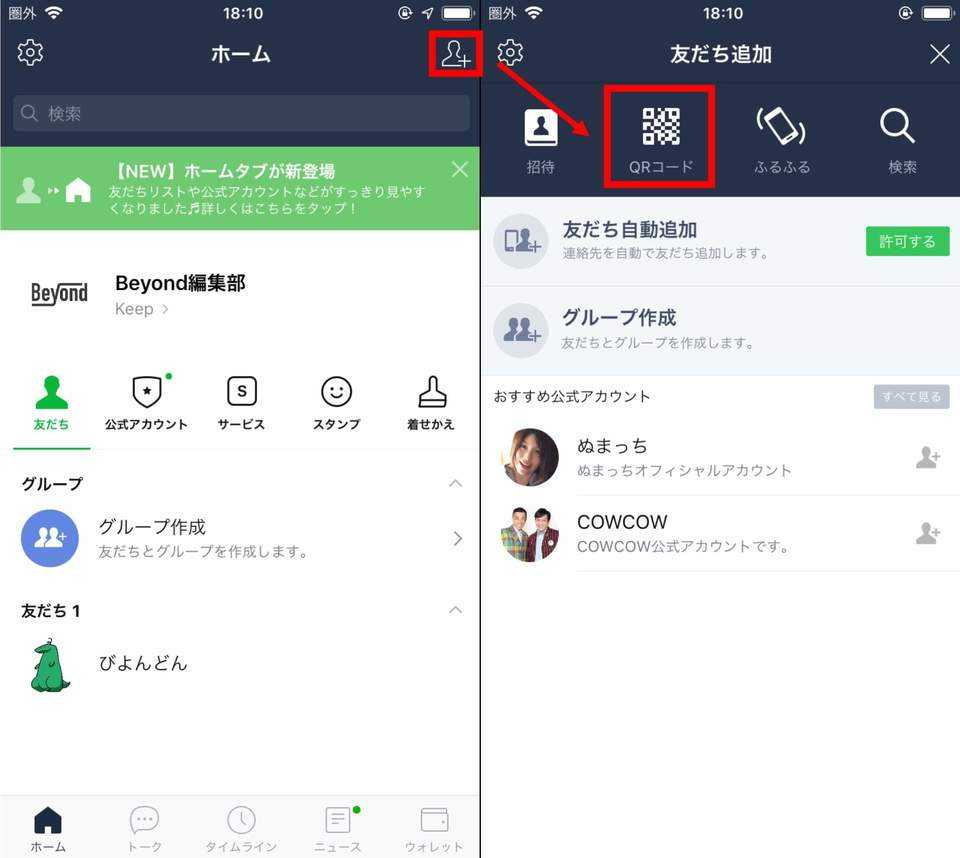 圏外
18:10
ホーム
検索
【NEW】ホームタブが新登場
友だちリストや公式アカウントなどがすっきり見やす
くなりました♬詳しくはこちらをタップ！
Beyond
Beyond編集部
Keep
友だち
公式アカウント
S
サービス
スタンプ
着せかえ
グループ
グループ作成
友だちとグループを作成します。
友だち 1
びよんどん
ホーム
トーク
タイムライン
ニュース
ウォレット
圏外
18:10
友だち追加
招待
QRコード
ふるふる
検索
友だち自動追加
連絡先を自動で友だち追加します。
許可する
グループ作成
友だちとグループを作成します。
おすすめ公式アカウント
すべて見る
ぬまっち
ぬまっちオフィシャルアカウント
COWCOW
COWCOW公式アカウントです。